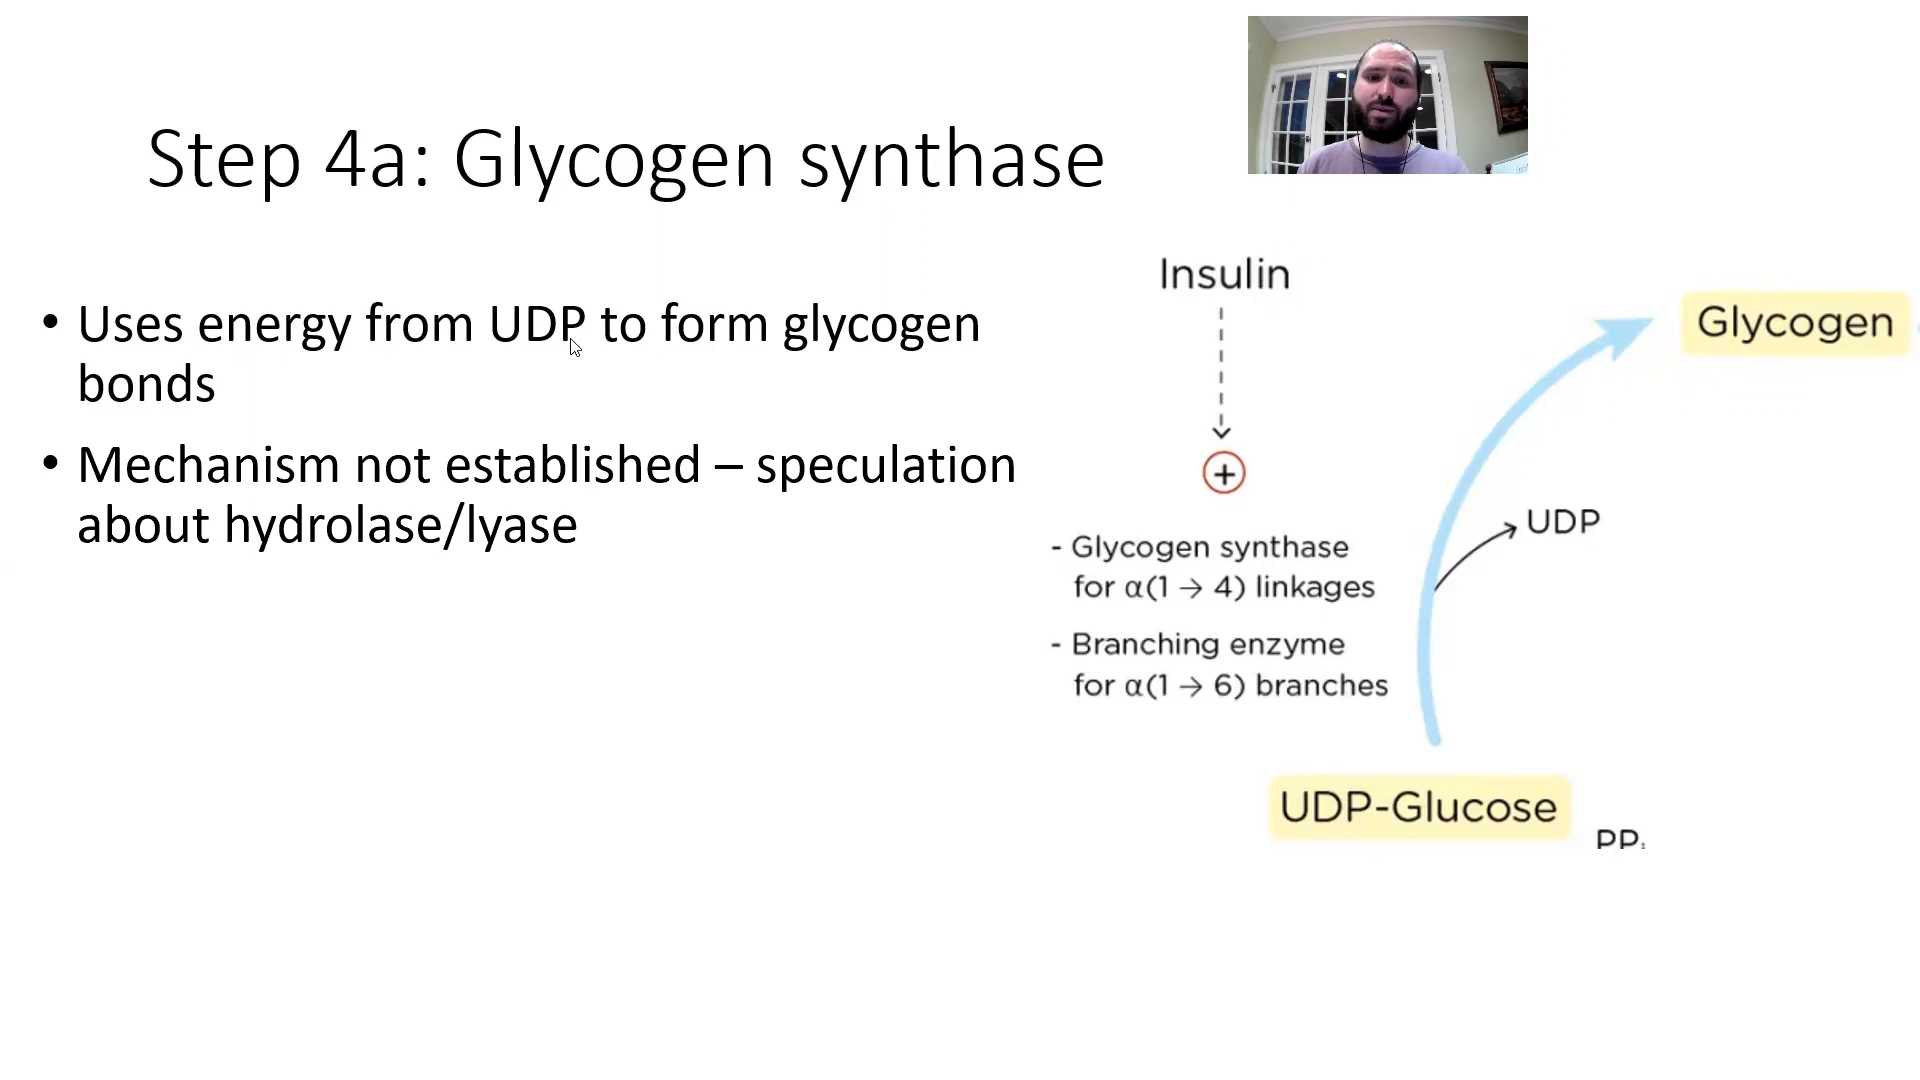 Step 4a: Glycogen synthase
• Uses energy from UDP to form glycogen
bonds
• Mechanism not established – speculation
about hydrolase/lyase
Insulin
+
- Glycogen synthase
for α(1 → 4) linkages
- Branching enzyme
for α(1 → 6) branches
Glycogen
UDP
UDP-Glucose
PPi